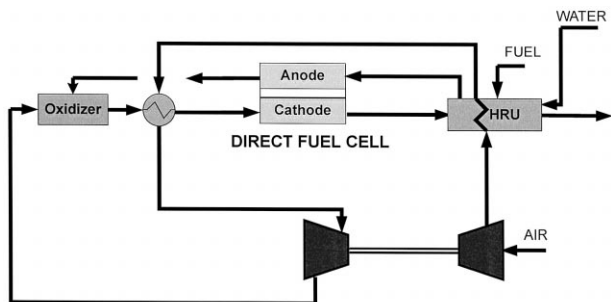 WATER
FUEL
Anode
Oxidizer
Cathode
HRU
DIRECT FUEL CELL
AIR